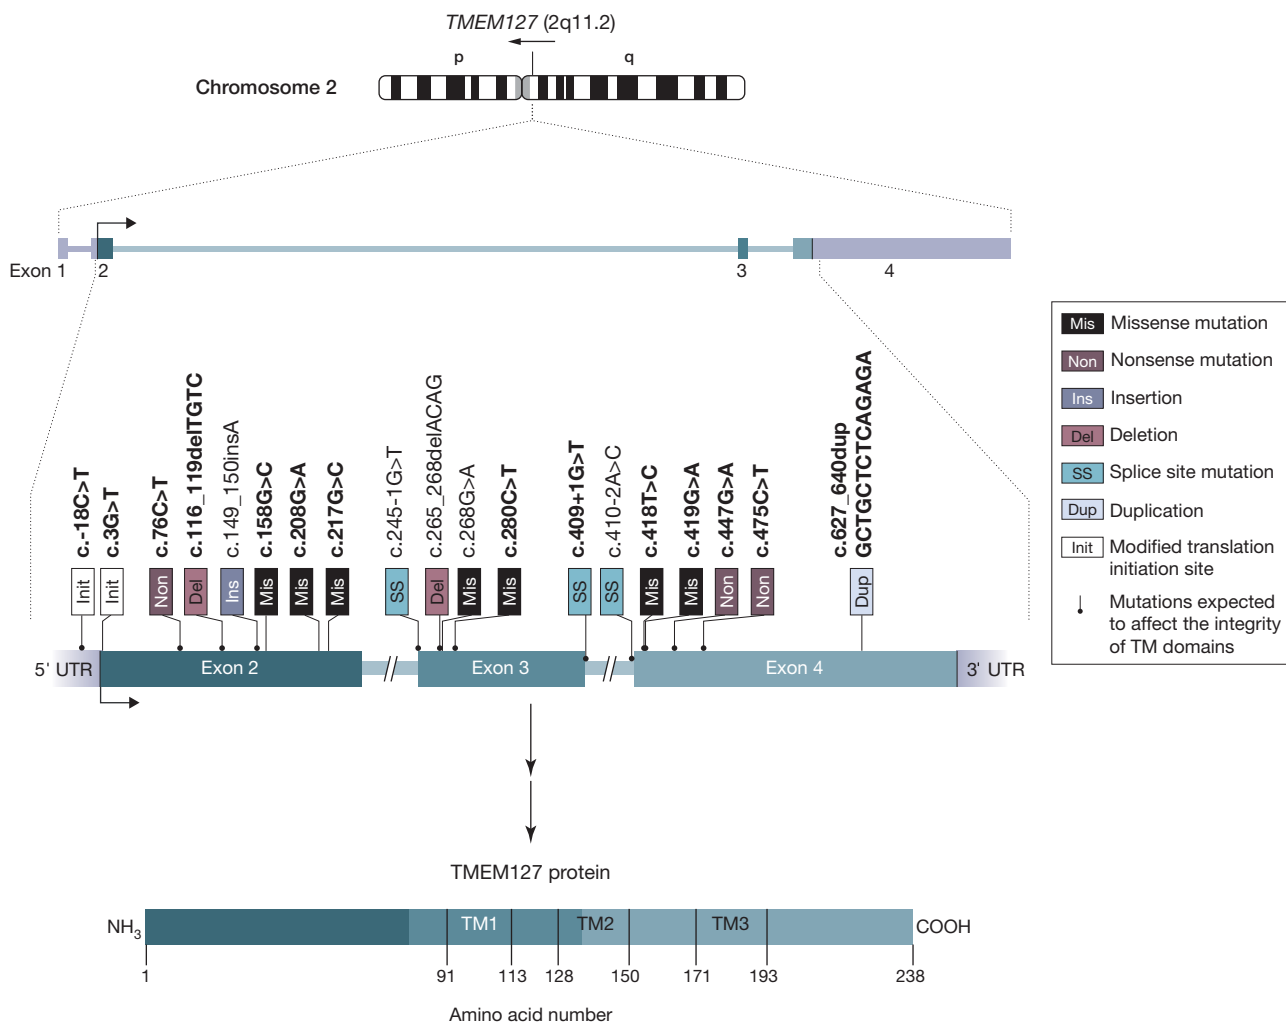 TMEM127 (2q11.2)
p
q
Chromosome 2
Exon 1
2
3
4
c.-18C>T
c.3G>T
c.76C>T
c.116_119delTGTC
c.149_150insA
c.158G>C
c.208G>A
c.217G>C
c.245-1G>T
c.265_268delACAG
c.268G>A
c.280C>T
c.409+1G>T
c.410-2A>C
c.418T>C
c.419G>A
c.447G>A
c.475C>T
c.627_640dup
GCTGCTCTCAGAGA
Init
Init
Non
Del
Ins
Mis
Mis
Mis
SS
Del
Mis
Mis
SS
SS
Mis
Mis
Non
Non
Dup
5' UTR
Exon 2
Exon 3
Exon 4
3' UTR
Mis Missense mutation
Non Nonsense mutation
Ins Insertion
Del Deletion
SS Splice site mutation
Dup Duplication
Init Modified translation
initiation site
Mutations expected
to affect the integrity
of TM domains
TMEM127 protein
NH3
TM1
TM2
TM3
COOH
1
91
113
128
150
171
193
238
Amino acid number